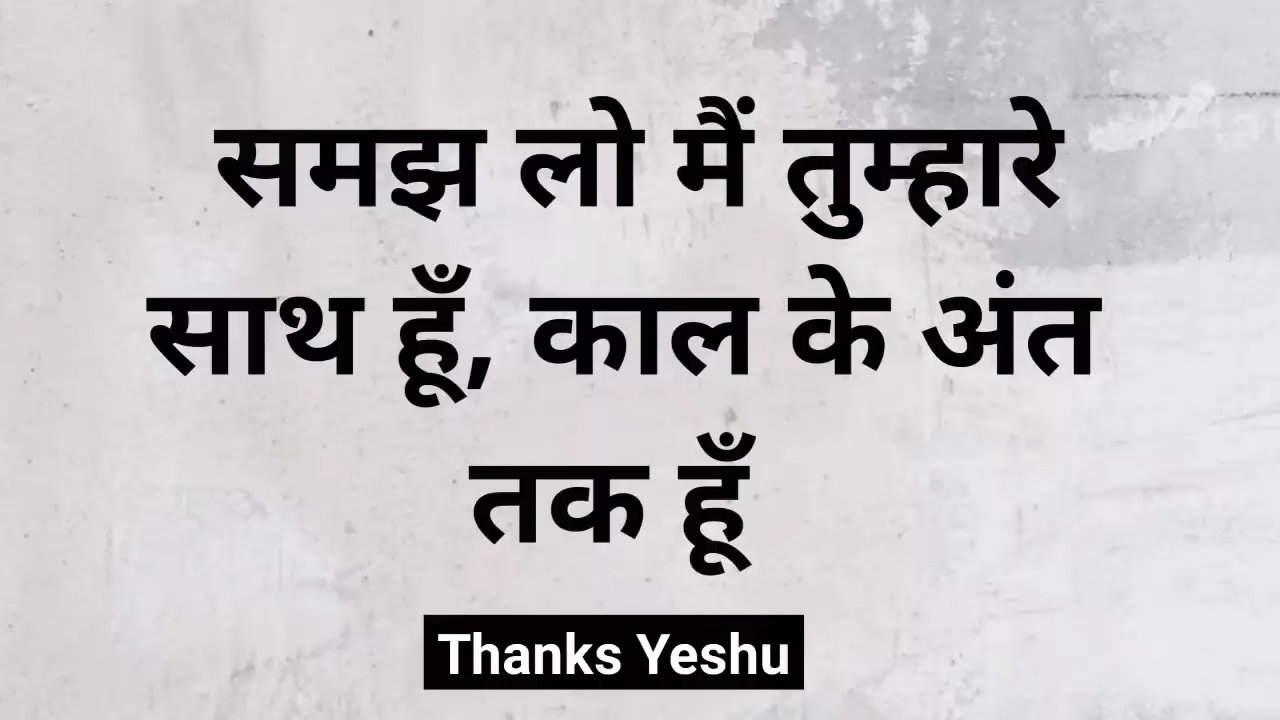 समझ लो मैं तुम्हारे
साथ हूँ, काल के अंत
तक हूँ
Thanks Yeshu